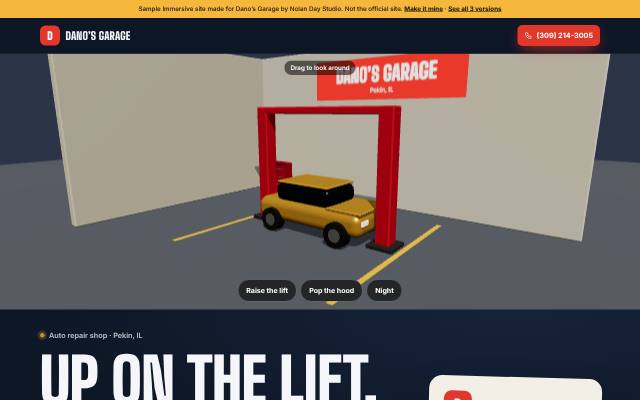 Sample Immersive site made for Dano's Garage by Nolan Day Studio. Not the official site. Make it mine · See all 3 versions
D DANO'S GARAGE
(309) 214-3005
Drag to look around
DANO'S GARAGE
Pekin, IL
Raise the lift
Pop the hood
Night
Auto repair shop · Pekin, IL
UP ON THE LIFT.